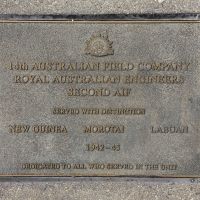 14th AUSTRALIAN FIELD COMPANY
ROYAL AUSTRALIAN ENGINEERS
SECOND AIF
SERVED WITH DISTINCTION
NEW GUINEA MOROTAI LABUAN
1942-45
DEDICATED TO ALL WHO SERVED IN THE UNIT